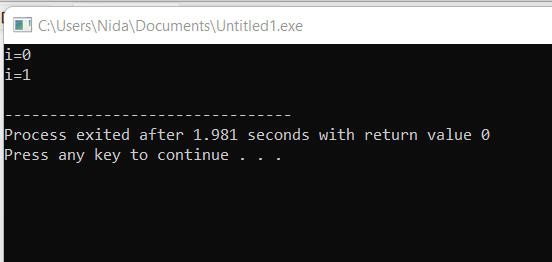 C:\Users\Nida\Documents\Untitled1.exe
i=0
i=1
--------------------------------
Process exited after 1.981 seconds with return value 0
Press any key to continue . . .